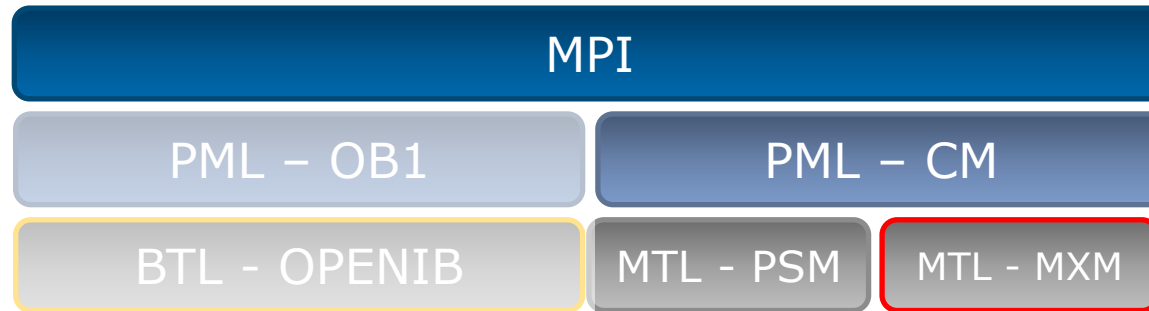 MPI
PML – OB1
PML – CM
BTL - OPENIB
MTL - PSM
MTL - MXM